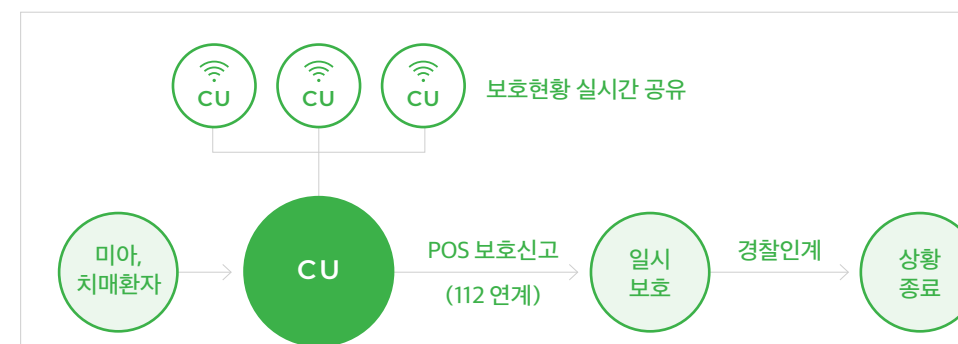 CU
CU
CU
보호현황 실시간 공유
미아,
치매환자
CU
POS 보호신고
(112 연계)
일시
보호
경찰인계
상황
종료